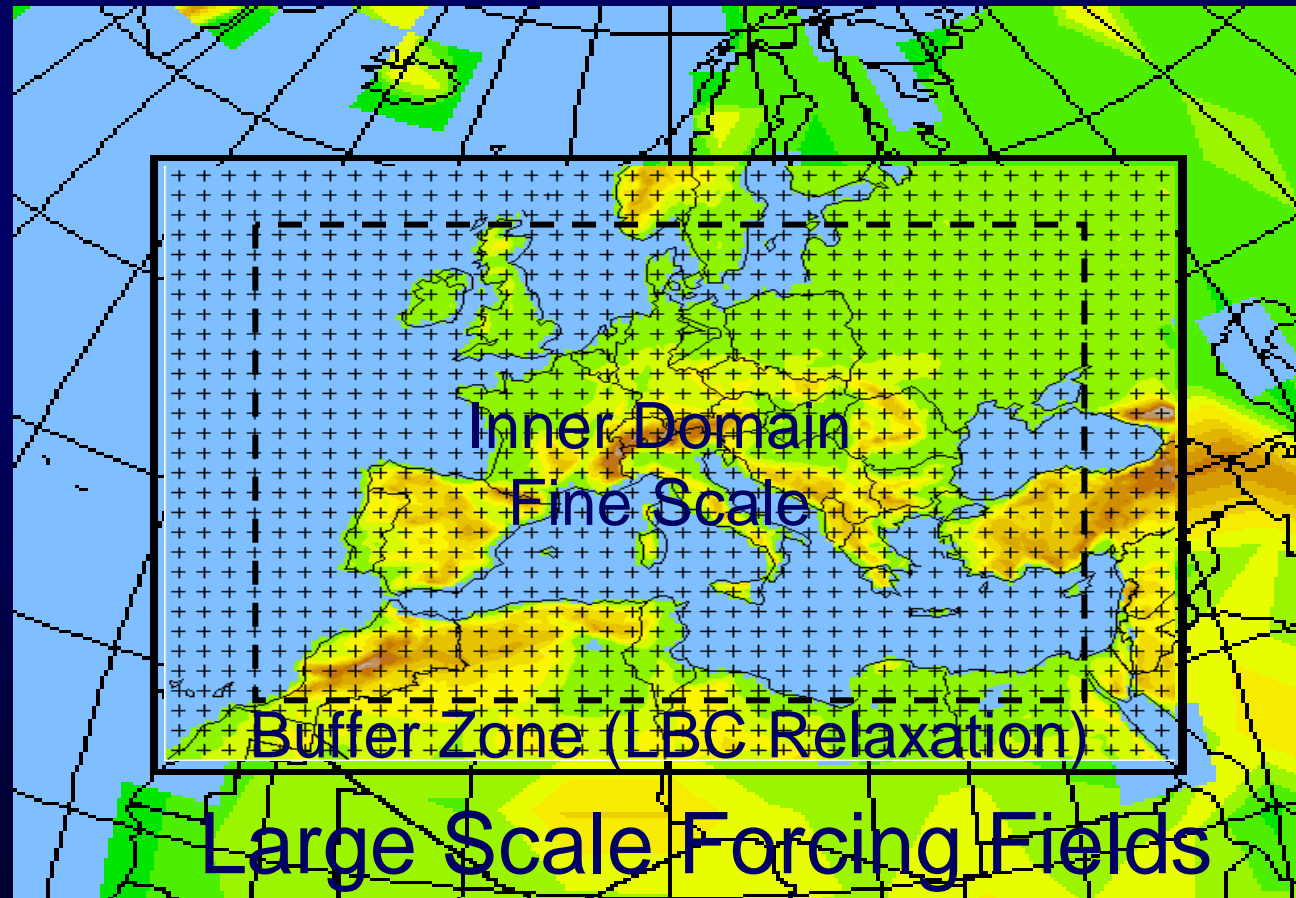 Inner Domain
Fine Scale
Buffer Zone (LBC Relaxation)
Large Scale Forcing Fields